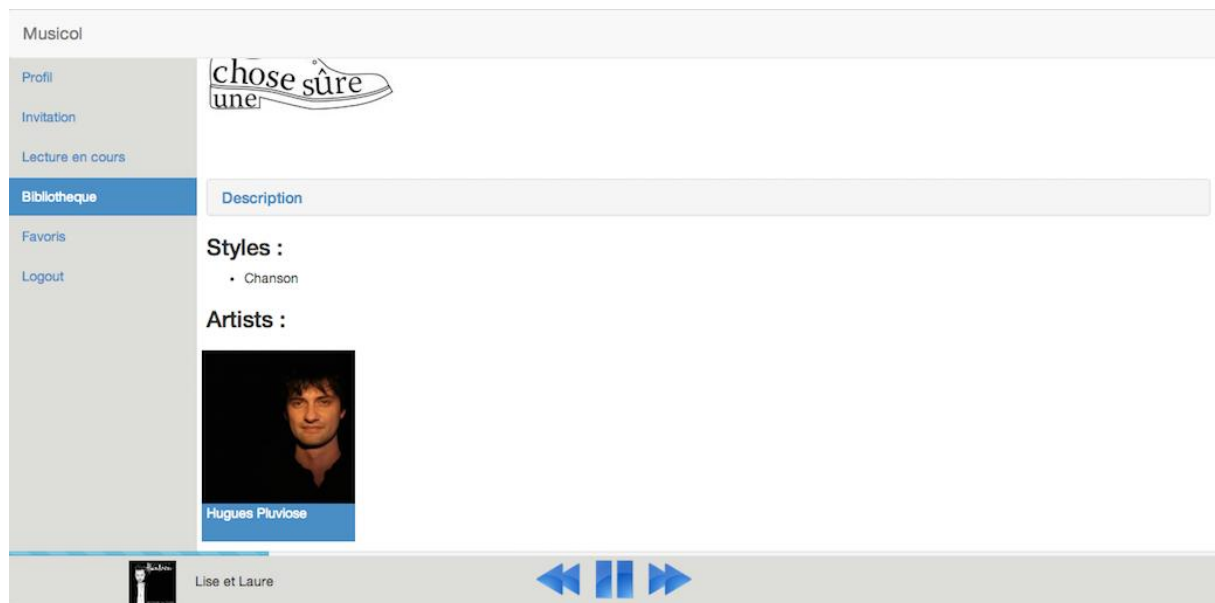 Musicol
Profil
Invitation
Lecture en cours
Bibliotheque
Favoris
Logout
chose sûre
une
Description
Styles :
• Chanson
Artists :
Hugues Pluviose
Lise et Laure